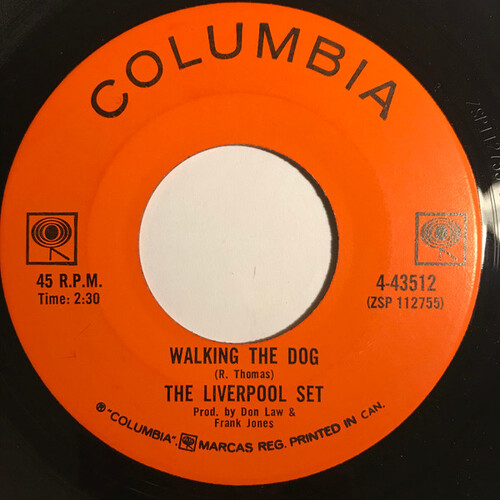 COLUMBIA
45 R.P.M.
Time: 2:30
4-43512
(ZSP 112755)
WALKING THE DOG
(R. Thomas)
THE LIVERPOOL SET
Prod. by Don Law &
Frank Jones
® "COLUMBIA", MARCAS REG. PRINTED IN CAN.